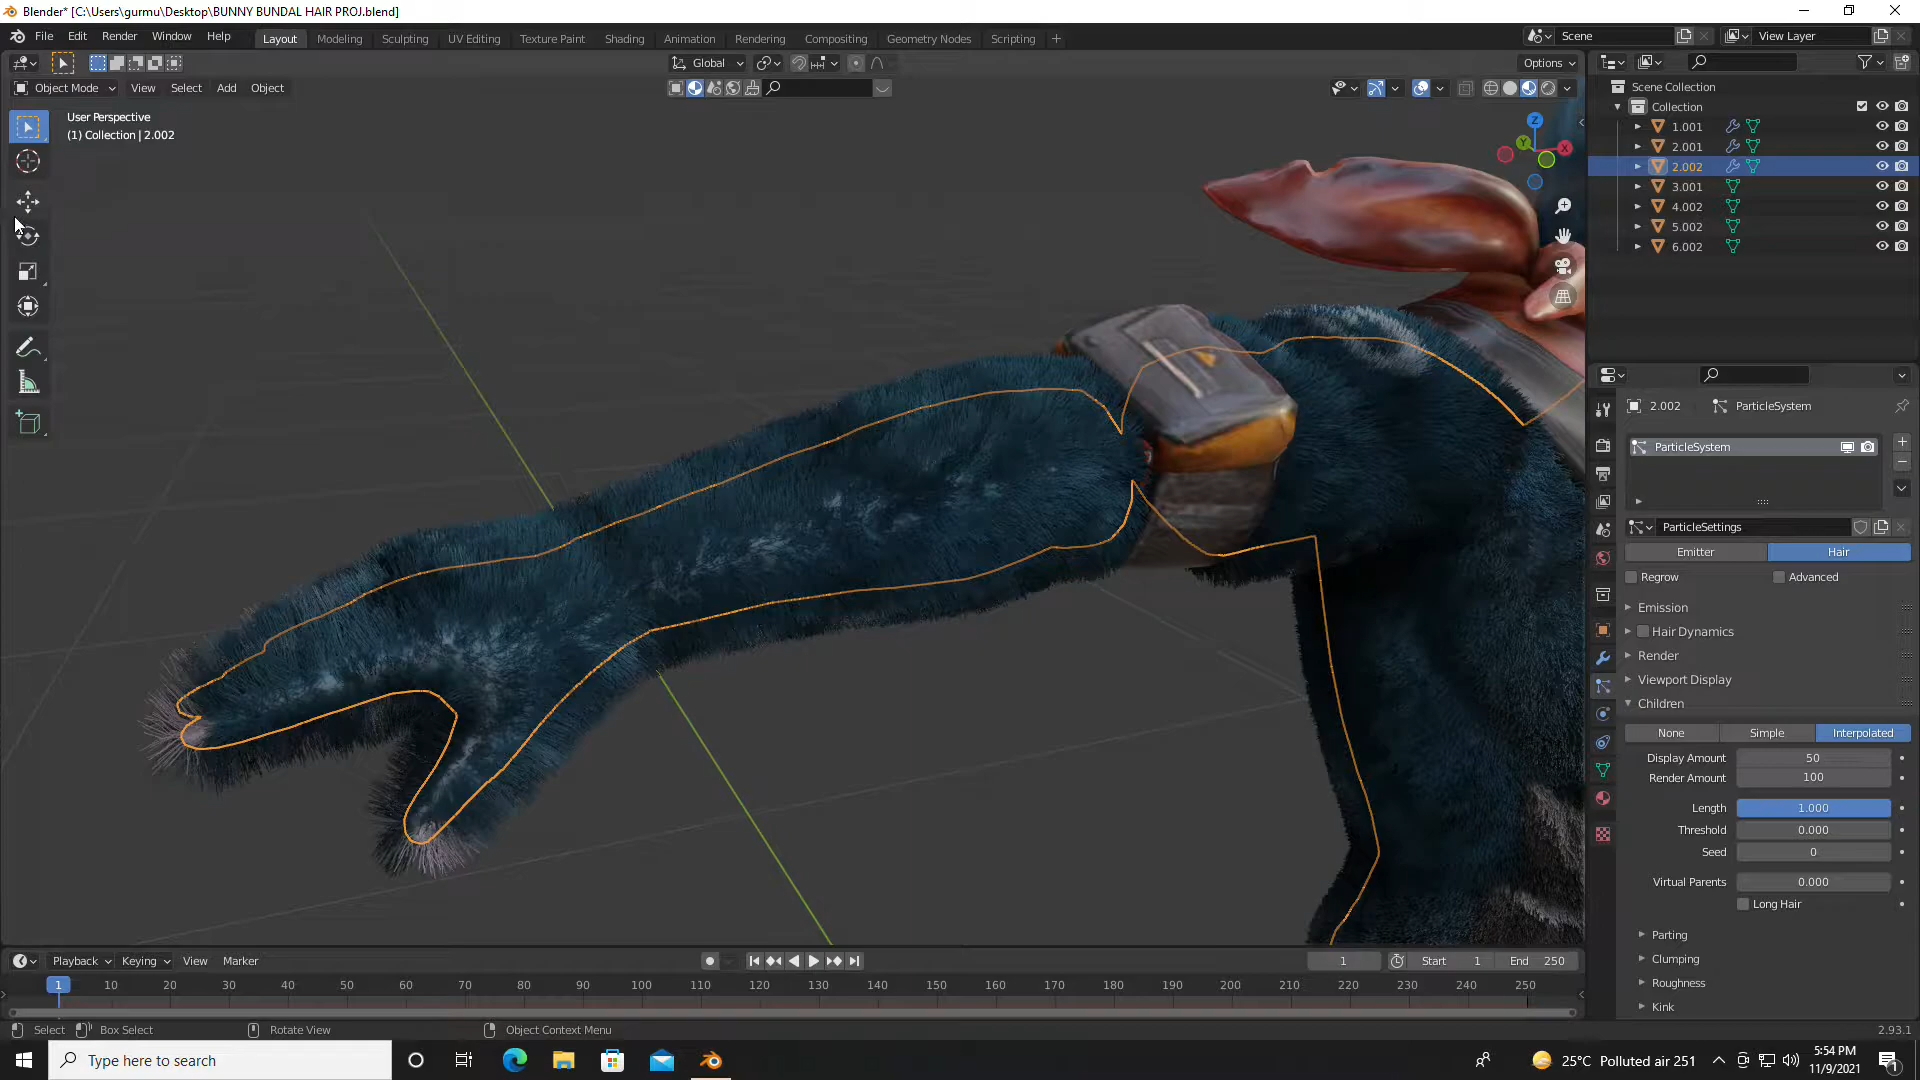 Blender* [C:\Users\gurmu\Desktop\BUNNY BUNDAL HAIR PROJ.blend]
File Edit Render Window Help
Layout Modeling Sculpting UV Editing Texture Paint Shading Animation Rendering Compositing Geometry Nodes Scripting +
Scene
View Layer
Global
Options
Object Mode View Select Add Object
User Perspective
(1) Collection | 2.002
Z
Y
X
Scene Collection
Collection
1.001
2.001
2.002
3.001
4.002
5.002
6.002
2.002 ParticleSystem
ParticleSystem
ParticleSettings
Emitter Hair
Regrow Advanced
Emission
Hair Dynamics
Render
Viewport Display
Children
None Simple Interpolated
Display Amount 50
Render Amount 100
Length 1.000
Threshold 0.000
Seed 0
Virtual Parents 0.000
Long Hair
Parting
Clumping
Roughness
Kink
Playback Keying View Marker
1 Start 1 End 250
1 10 20 30 40 50 60 70 80 90 100 110 120 130 140 150 160 170 180 190 200 210 220 230 240 250
Select Box Select Rotate View Object Context Menu
2.93.1
Type here to search
25°C Polluted air 251
5:54 PM
11/9/2021
1